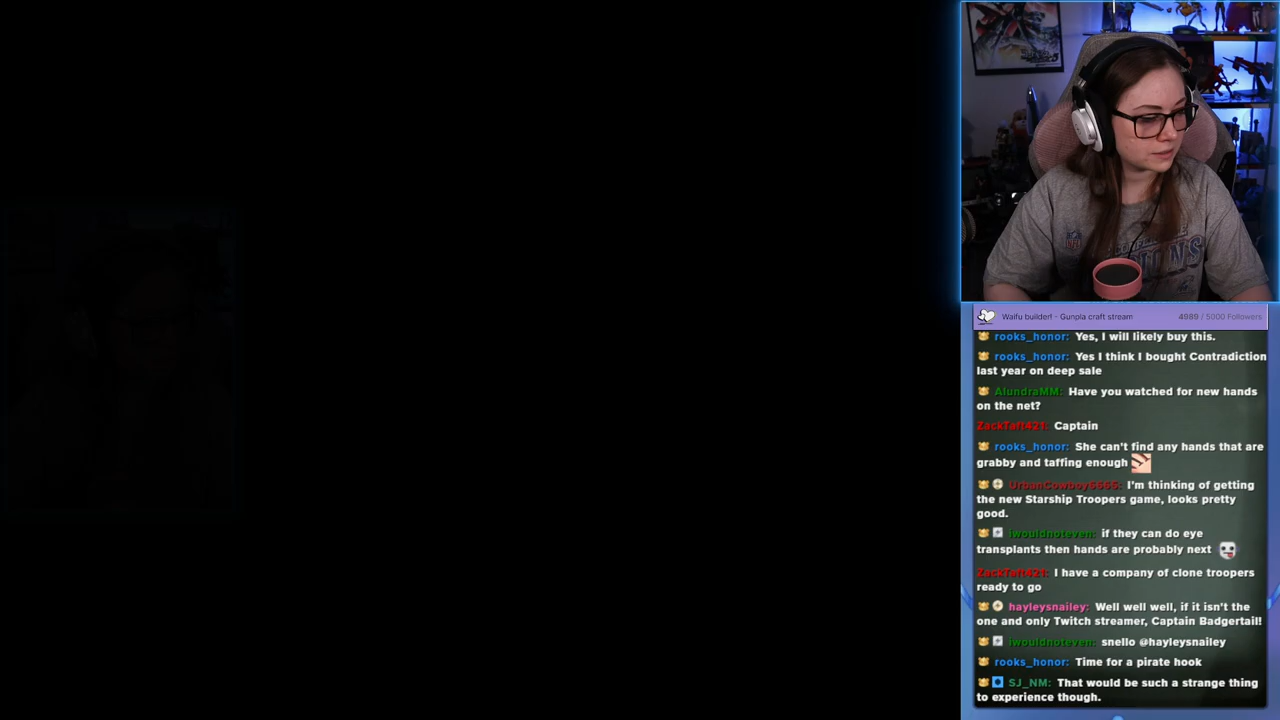 Waifu builder! - Gunpla craft stream 4989 / 5000 Followers
rooks_honor: Yes, I will likely buy this.
rooks_honor: Yes I think I bought Contradiction
last year on deep sale
AlundraMM: Have you watched for new hands
on the net?
ZackTaft421: Captain
rooks_honor: She can't find any hands that are
grabby and taffing enough
UrbanCowboy6665: I'm thinking of getting
the new Starship Troopers game, looks pretty
good.
iwouldnoteven: if they can do eye
transplants then hands are probably next
ZackTaft421: I have a company of clone troopers
ready to go
hayleysnailey: Well well well, if it isn't the
one and only Twitch streamer, Captain Badgertail!
iwouldnoteven: snello @hayleysnailey
rooks_honor: Time for a pirate hook
SJ_NM: That would be such a strange thing
to experience though.